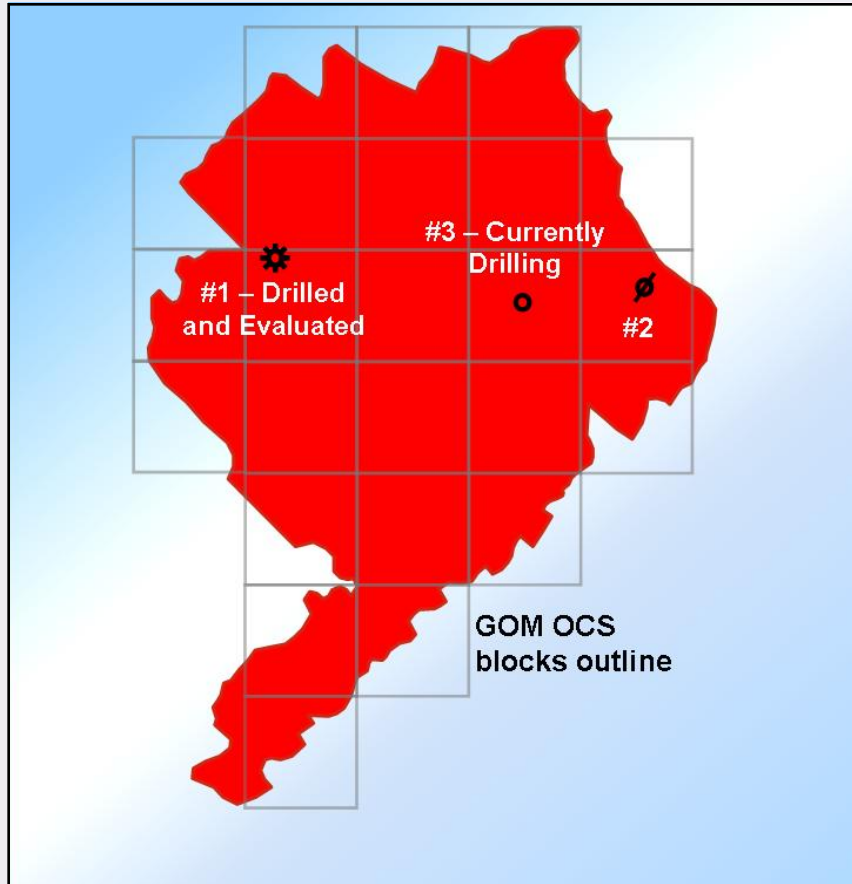 #3 – Currently
Drilling
#1 – Drilled
and Evaluated
#2
GOM OCS
blocks outline